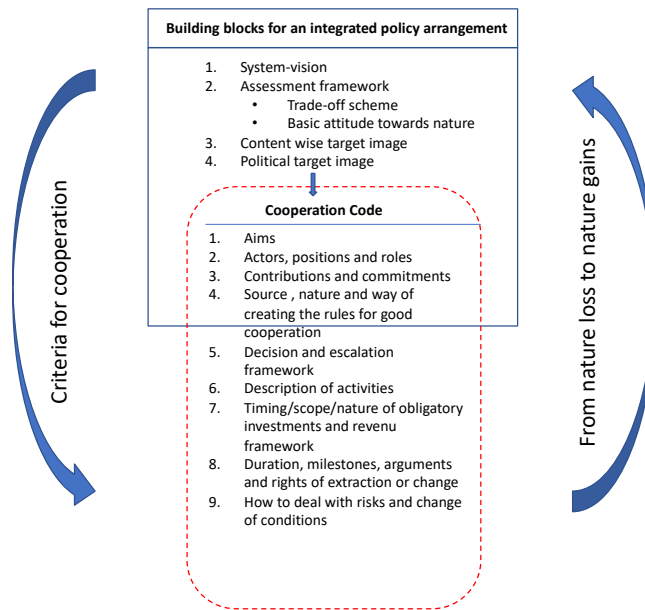 Building blocks for an integrated policy arrangement
1. System-vision
2. Assessment framework
• Trade-off scheme
• Basic attitude towards nature
3. Content wise target image
4. Political target image
Cooperation Code
1. Aims
2. Actors, positions and roles
3. Contributions and commitments
4. Source , nature and way of
creating the rules for good
cooperation
5. Decision and escalation
framework
6. Description of activities
7. Timing/scope/nature of obligatory
investments and revenu
framework
8. Duration, milestones, arguments
and rights of extraction or change
9. How to deal with risks and change
of conditions
Criteria for cooperation
From nature loss to nature gains